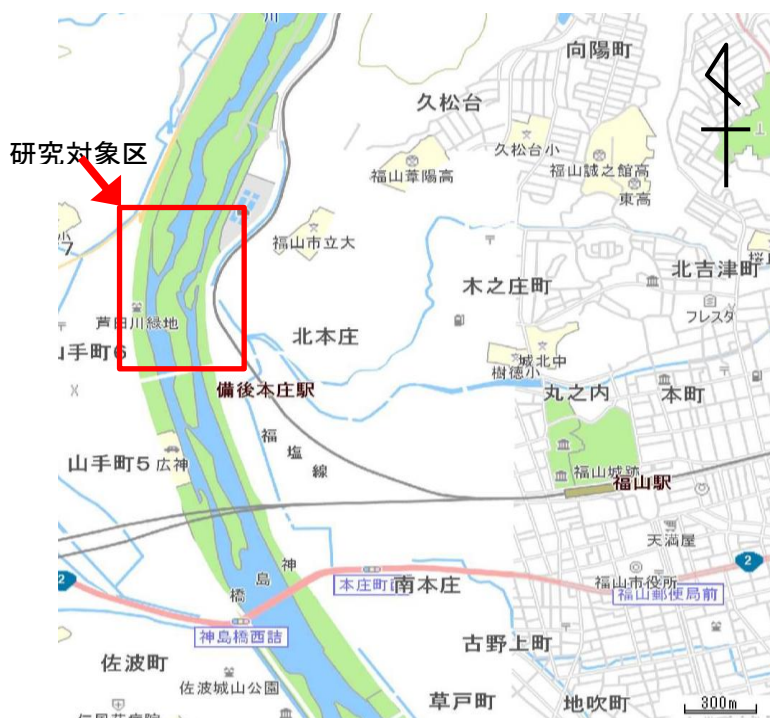 川
向陽町
久松台
研究対象区
久松台小
福山葦陽高
福山誠之館高
東高
福山市立大
小
7
木之庄町
北吉津町
フレスタ
芦田川緑地
北本庄
山手町6
城北中
樹徳小
備後本庄駅
丸之内
本町
福塩線
山手町5
広神
福山城跡
福山駅
天満屋
2
神島橋
本庄町
南本庄
福山市役所
福山郵便局前
2
神島橋西詰
古野上町
佐波町
佐波城山公園
草戸町
地吹町
300m